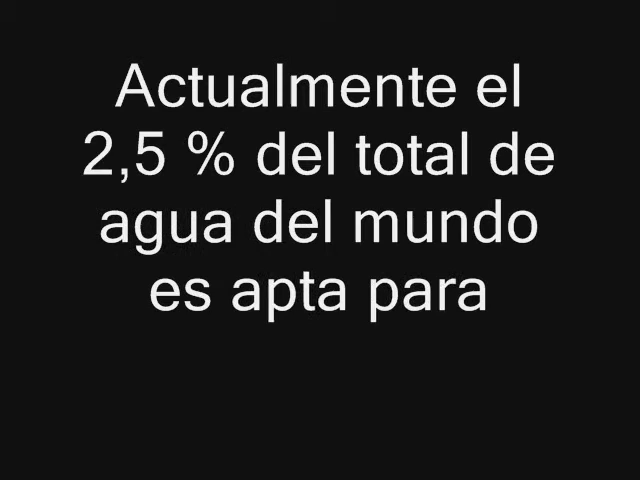 Actualmente el
2,5 % del total de
agua del mundo
es apta para